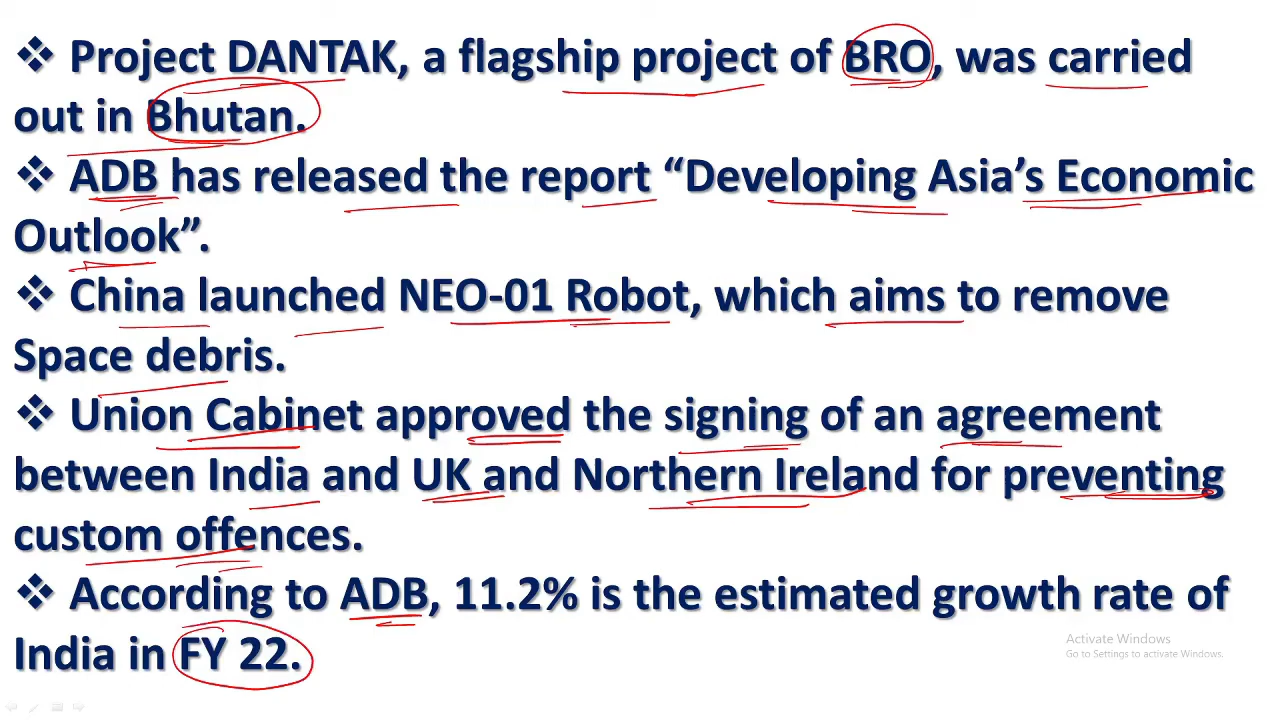 ❖ Project DANTAK, a flagship project of BRO, was carried
out in Bhutan.
❖ ADB has released the report “Developing Asia’s Economic
Outlook”.
❖ China launched NEO-01 Robot, which aims to remove
Space debris.
❖ Union Cabinet approved the signing of an agreement
between India and UK and Northern Ireland for preventing
custom offences.
❖ According to ADB, 11.2% is the estimated growth rate of
India in FY 22.
Activate Windows
Go to Settings to activate Windows.